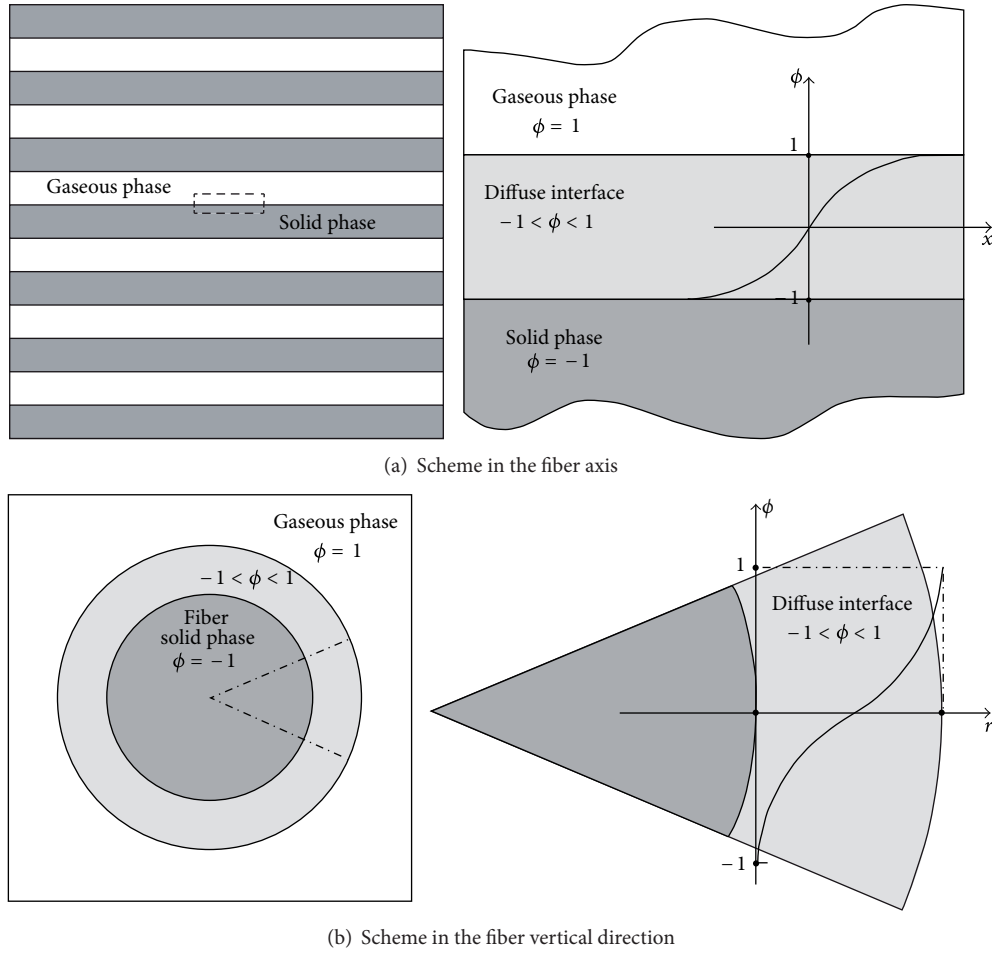 Gaseous phase
Solid phase
ϕ
Gaseous phase
ϕ = 1
1
Diffuse interface
−1 < ϕ < 1
x
−1
Solid phase
ϕ = −1
(a) Scheme in the fiber axis
Gaseous phase
ϕ = 1
−1 < ϕ < 1
Fiber
solid phase
ϕ = −1
ϕ
1
Diffuse interface
−1 < ϕ < 1
r
−1
(b) Scheme in the fiber vertical direction